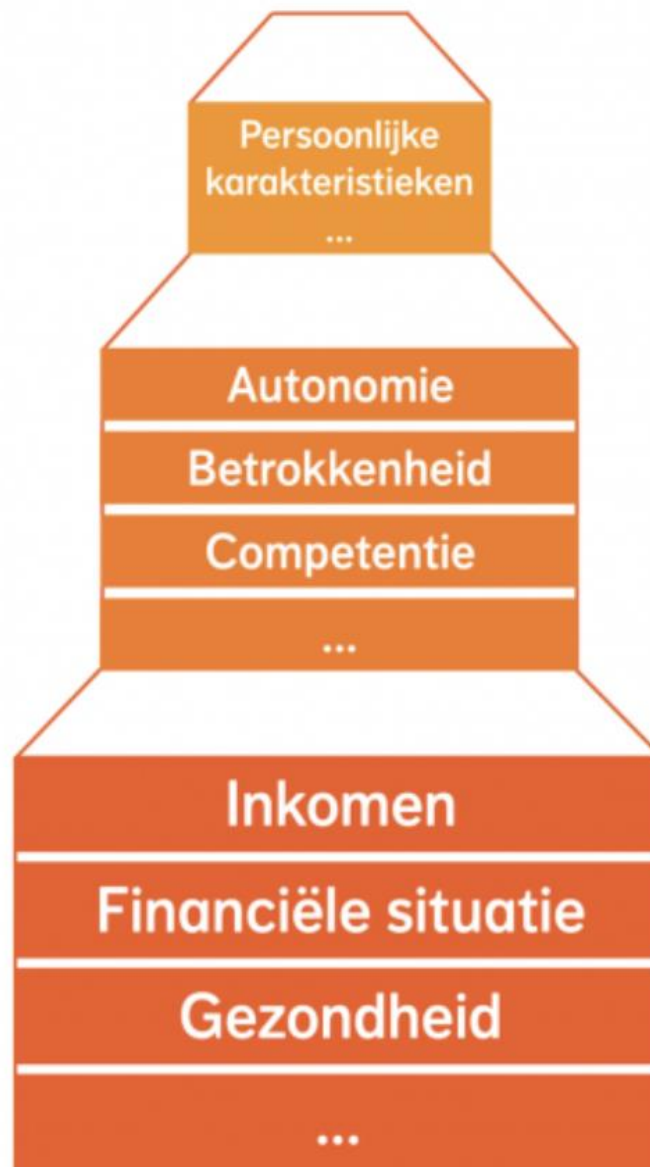 Persoonlijke
karakteristieken
...
Autonomie
Betrokkenheid
Competentie
...
Inkomen
Financiële situatie
Gezondheid
...